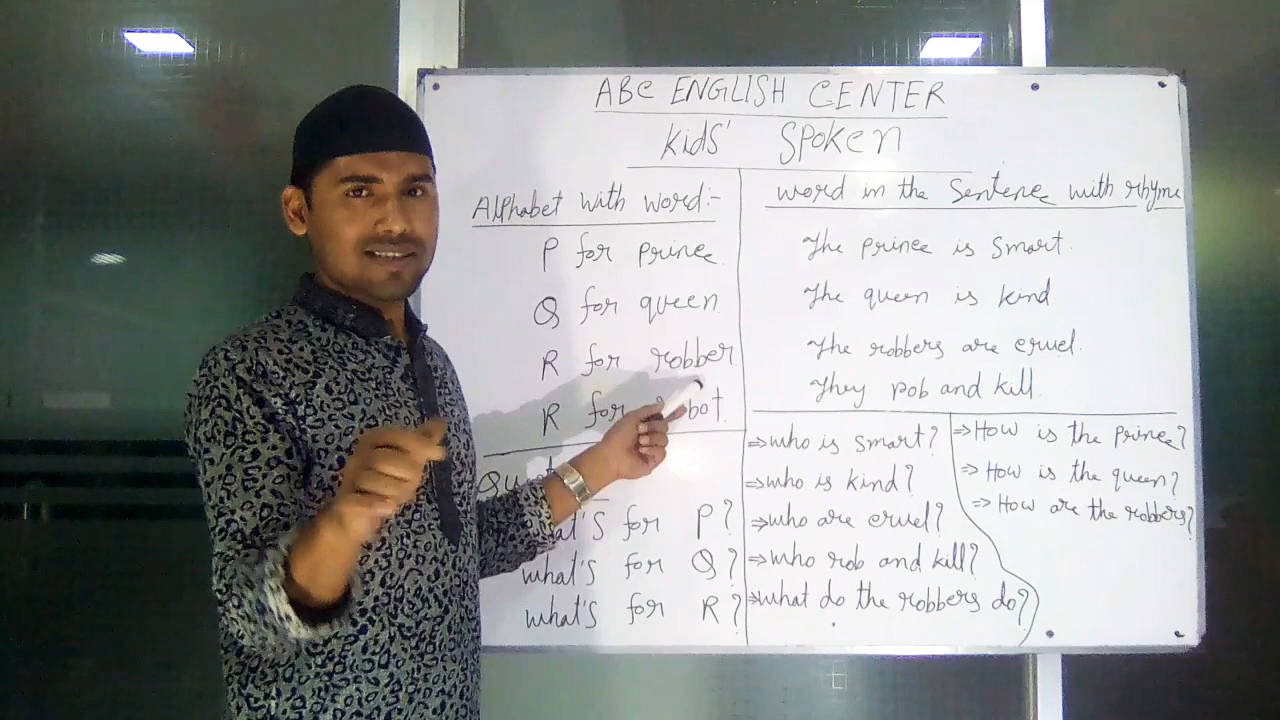 ABC ENGLISH CENTER
Kids' SPOKEN
Alphabet with word:-
P for prince
Q for queen
R for robber
R for
what's for P?
what's for Q?
what's for R?
word in the Sentence with rhyme
The prince is smart.
The queen is kind
The robbers are cruel.
They rob and kill.
⇒who is smart?
⇒who is kind?
⇒who are cruel?
⇒who rob and kill?
⇒what do the robbers do?
⇒How is the prince?
⇒How is the queen?
⇒How are the robbers?